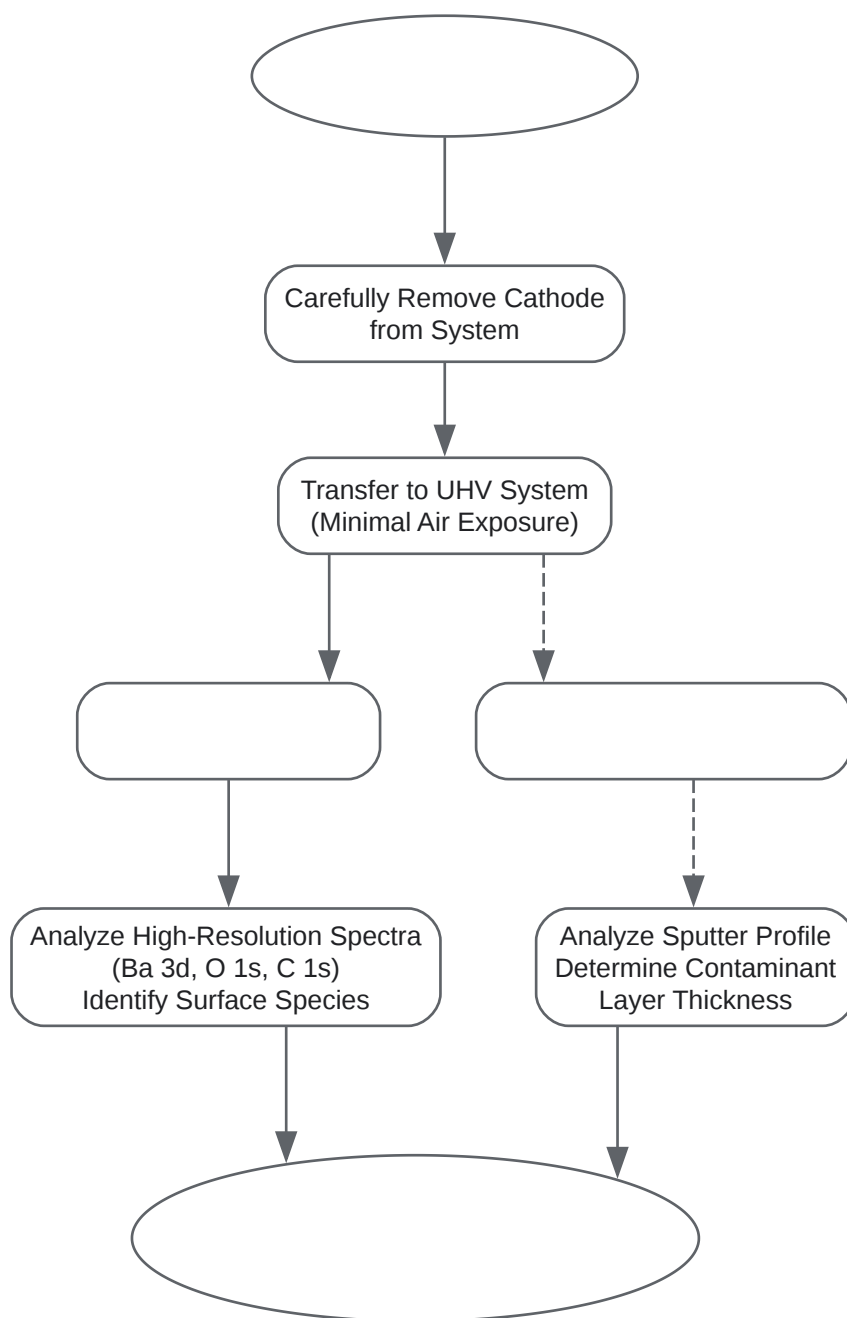 Carefully Remove Cathode
from System
Transfer to UHV System
(Minimal Air Exposure)
Analyze High-Resolution Spectra
(Ba 3d, O 1s, C 1s)
Identify Surface Species
Analyze Sputter Profile
Determine Contaminant
Layer Thickness